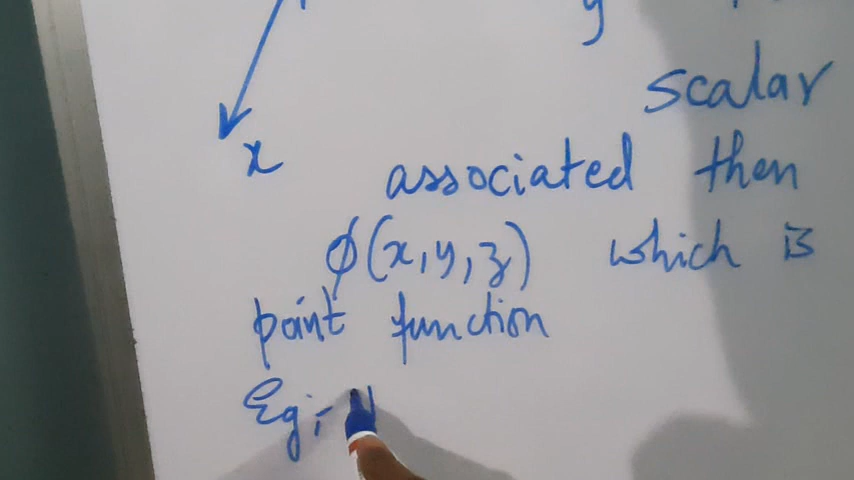 y
scalar
x
associated then
ϕ(x,y,z) which is
point function
Eg:-